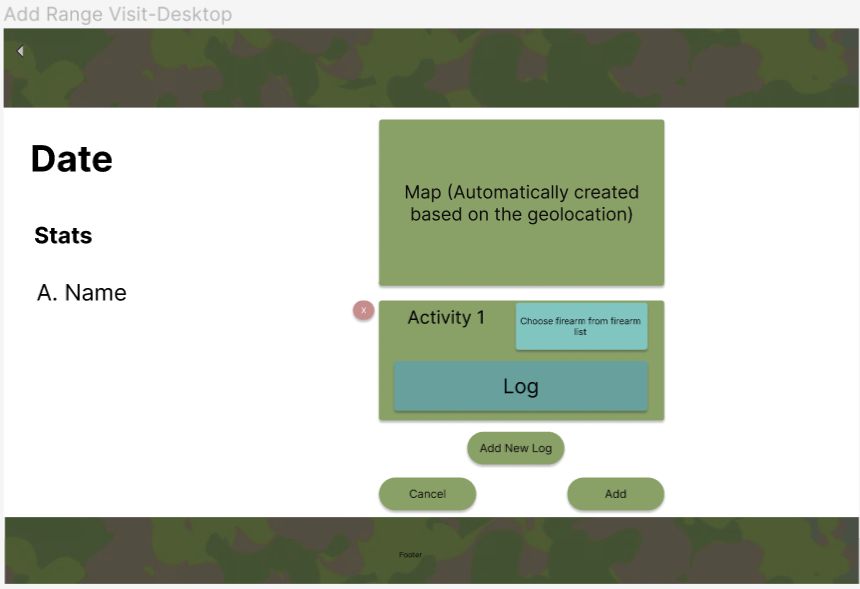 Add Range Visit-Desktop
Date
Stats
A. Name
Map (Automatically created
based on the geolocation)
X
Activity 1
Choose firearm from firearm
list
Log
Add New Log
Cancel
Add
Footer